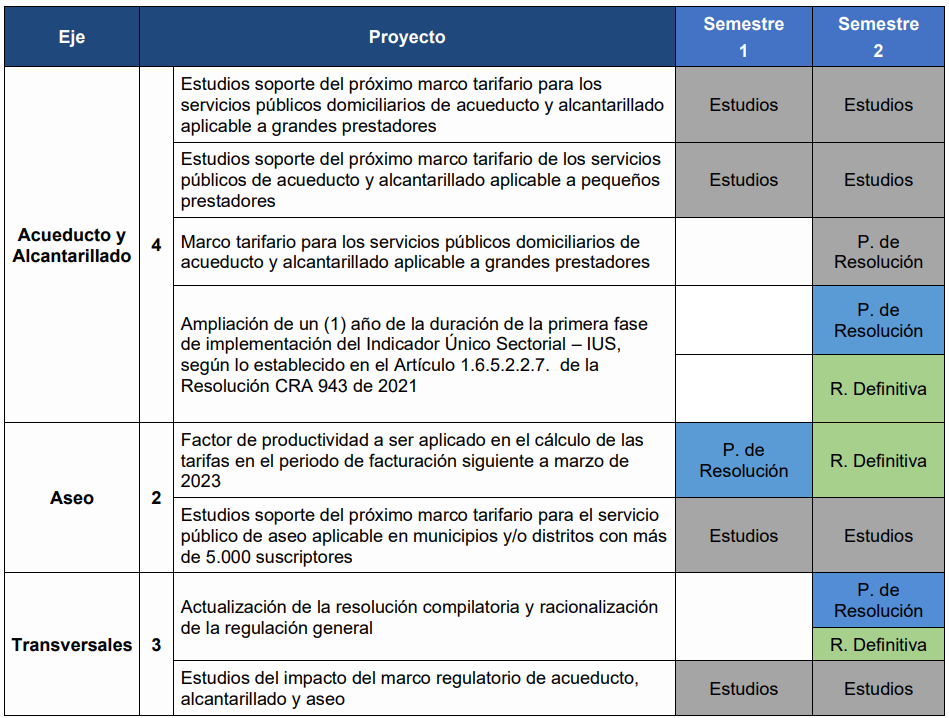 Eje
Proyecto
Semestre
1
Semestre
2
Acueducto y
Alcantarillado
4
Estudios soporte del próximo marco tarifario para los
servicios públicos domiciliarios de acueducto y alcantarillado
aplicable a grandes prestadores
Estudios
Estudios
Estudios soporte del próximo marco tarifario de los servicios
públicos de acueducto y alcantarillado aplicable a pequeños
prestadores
Estudios
Estudios
Marco tarifario para los servicios públicos domiciliarios de
acueducto y alcantarillado aplicable a grandes prestadores
P. de
Resolución
Ampliación de un (1) año de la duración de la primera fase
de implementación del Indicador Único Sectorial – IUS,
según lo establecido en el Artículo 1.6.5.2.2.7.  de la
Resolución CRA 943 de 2021
P. de
Resolución
R. Definitiva
Aseo
2
Factor de productividad a ser aplicado en el cálculo de las
tarifas en el periodo de facturación siguiente a marzo de
2023
P. de
Resolución
R. Definitiva
Estudios soporte del próximo marco tarifario para el servicio
público de aseo aplicable en municipios y/o distritos con más
de 5.000 suscriptores
Estudios
Estudios
Transversales
3
Actualización de la resolución compilatoria y racionalización
de la regulación general
P. de
Resolución
R. Definitiva
Estudios del impacto del marco regulatorio de acueducto,
alcantarillado y aseo
Estudios
Estudios